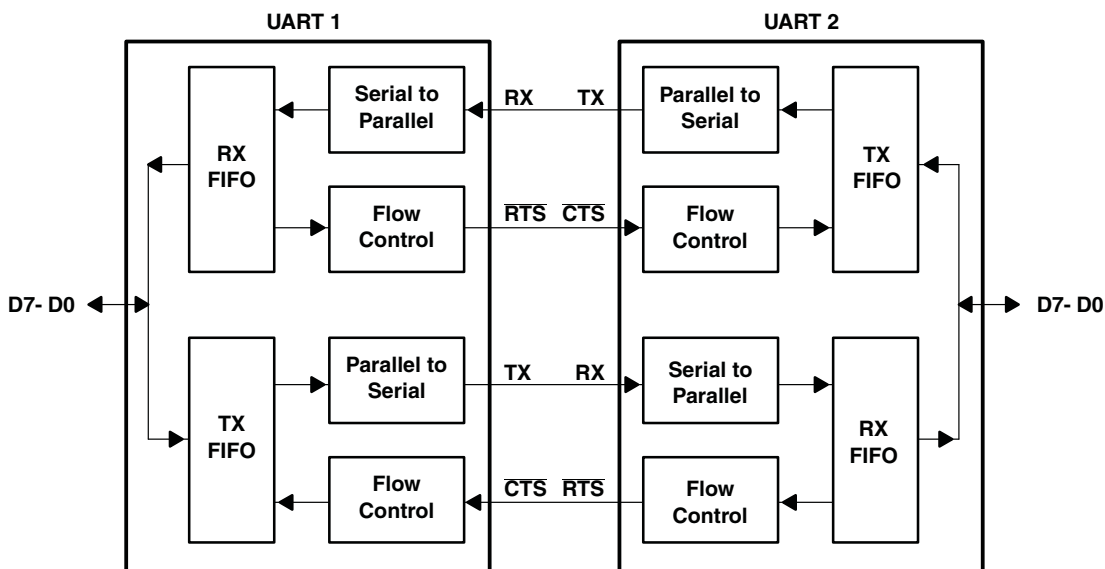 UART 1
UART 2
Serial to
Parallel
RX
TX
Parallel to
Serial
RX
FIFO
TX
FIFO
Flow
Control
RTS
CTS
Flow
Control
D7- D0
D7- D0
Parallel to
Serial
TX
RX
Serial to
Parallel
TX
FIFO
RX
FIFO
Flow
Control
CTS
RTS
Flow
Control